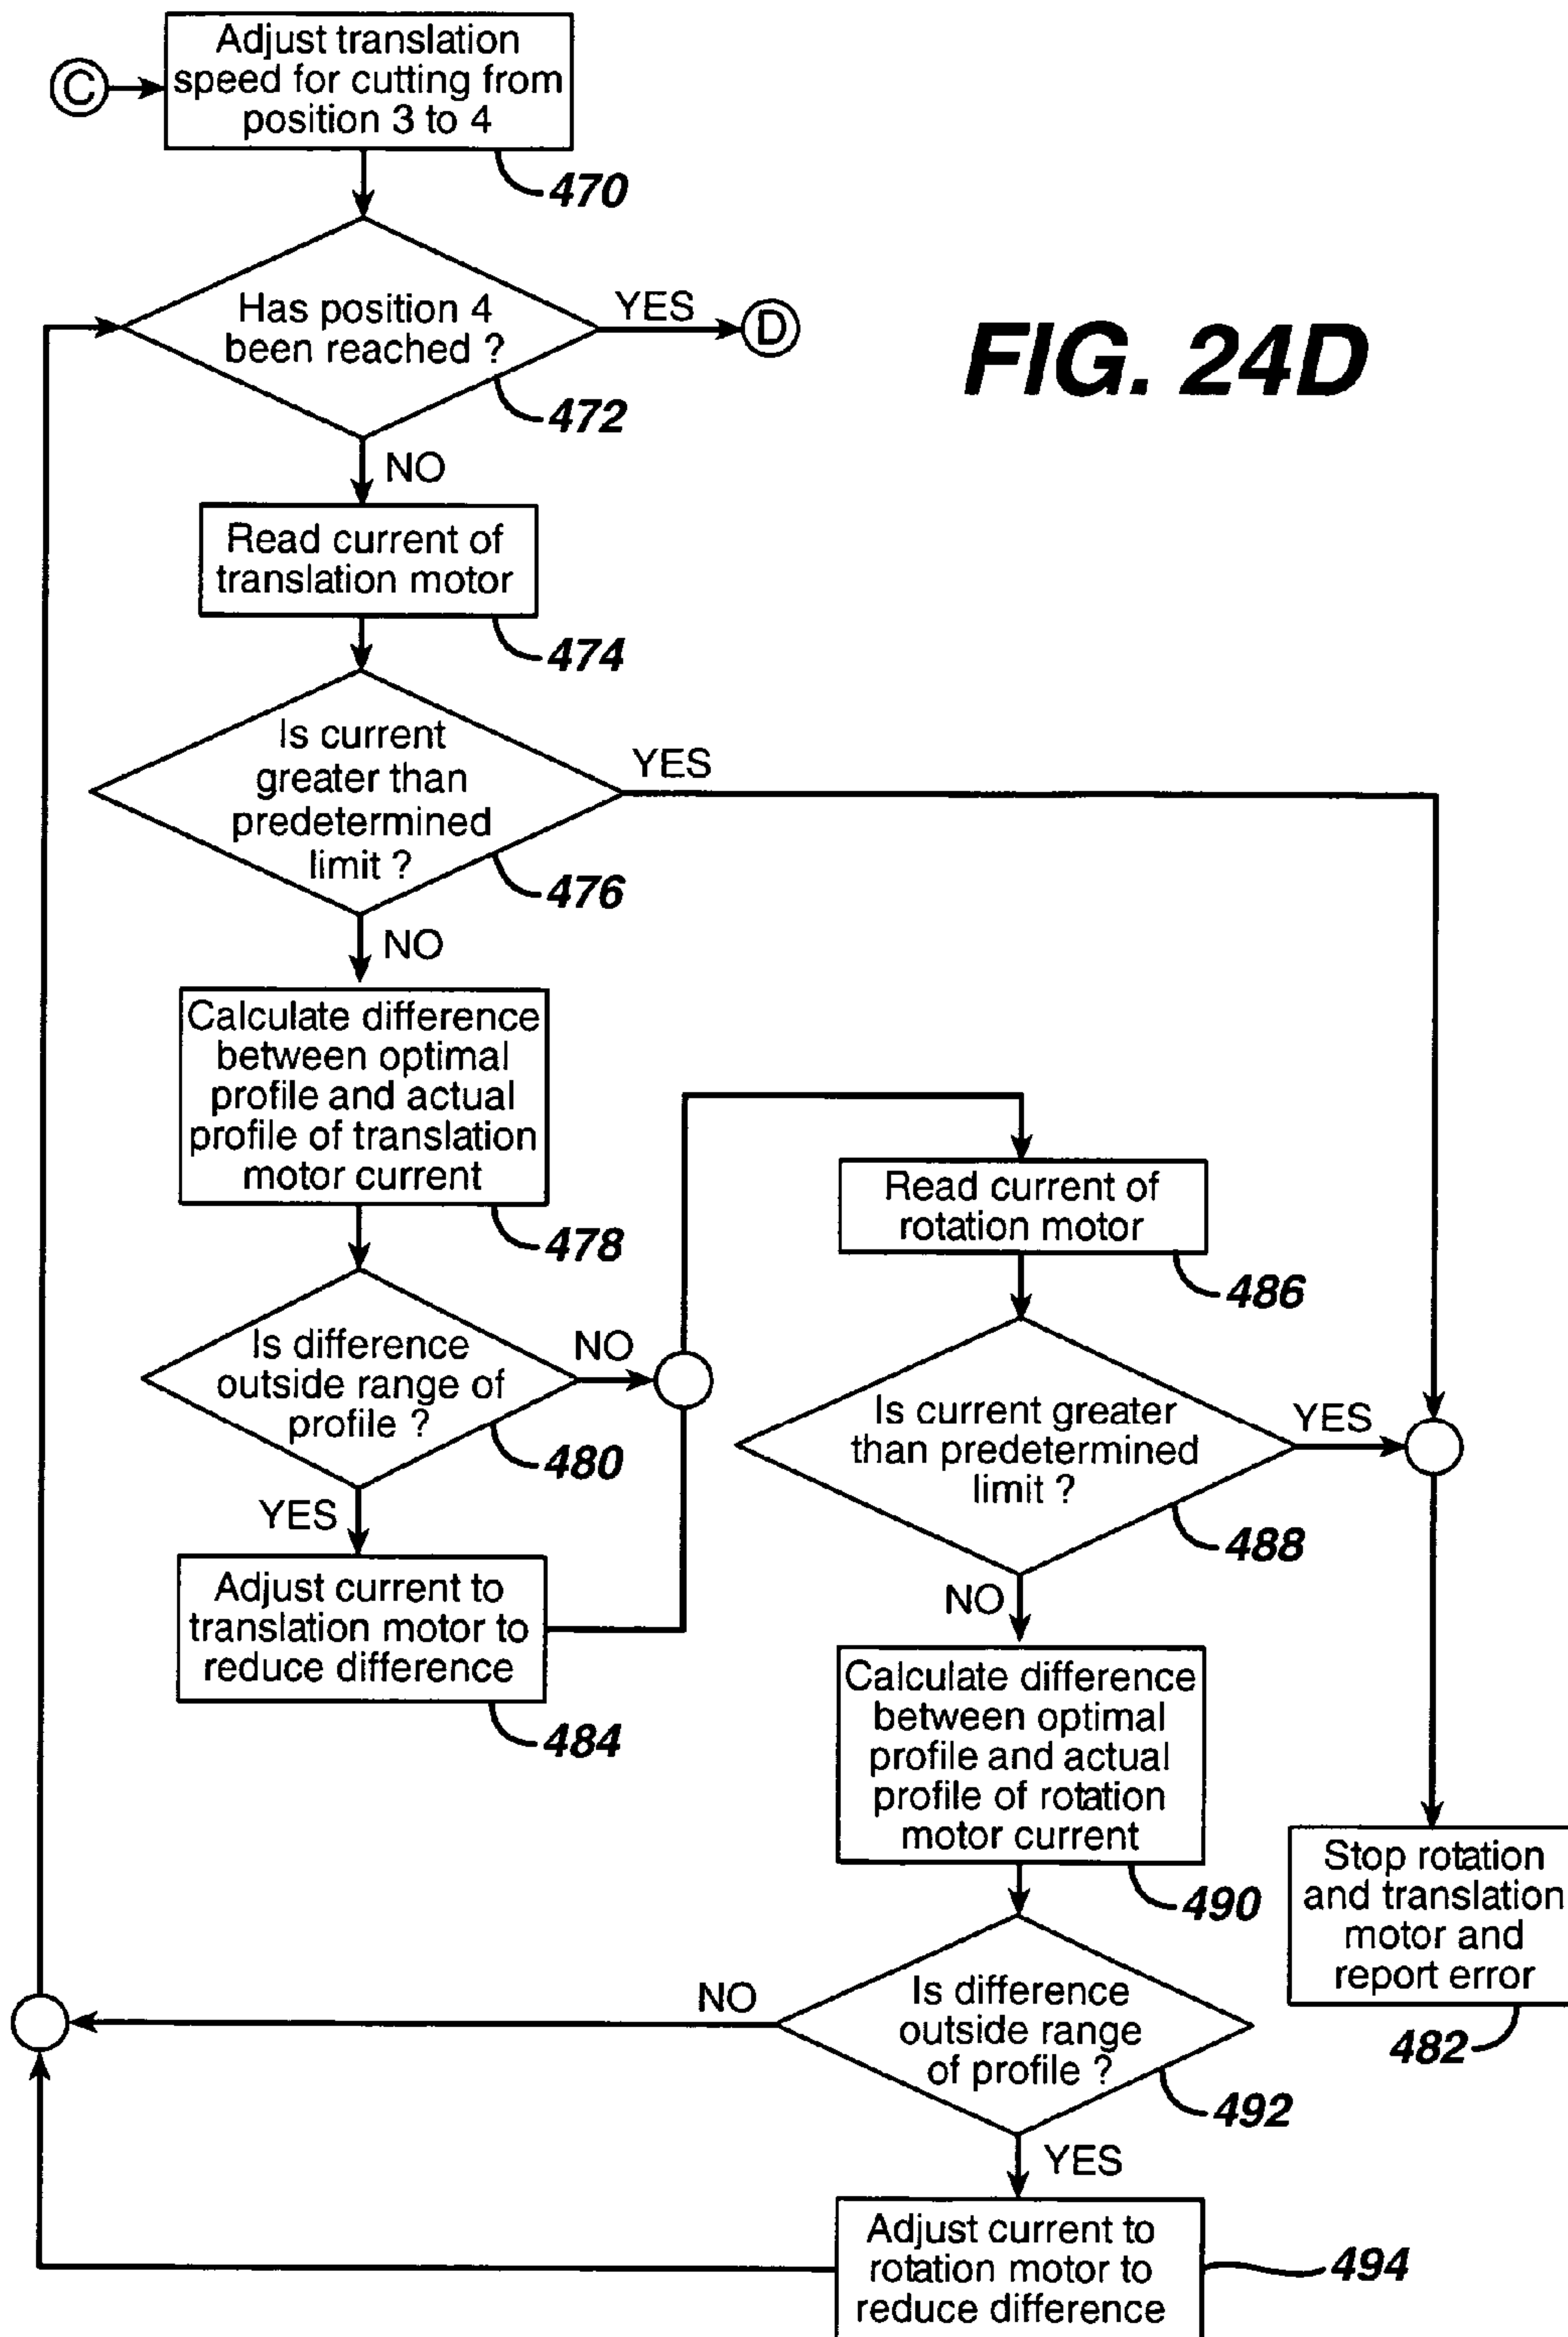 C
Adjust translation
speed for cutting from
position 3 to 4
470
Has position 4
been reached ?
472
YES
D
FIG. 24D
NO
Read current of
translation motor
474
Is current
greater than
predetermined
limit ?
476
YES
NO
Calculate difference
between optimal
profile and actual
profile of translation
motor current
478
Is difference
outside range of
profile ?
480
NO
YES
Adjust current to
translation motor to
reduce difference
484
Read current of
rotation motor
486
Is current greater
than predetermined
limit ?
488
YES
NO
Calculate difference
between optimal
profile and actual
profile of rotation
motor current
490
Stop rotation
and translation
motor and
report error
482
Is difference
outside range
of profile ?
492
NO
YES
Adjust current to
rotation motor to
reduce difference
494